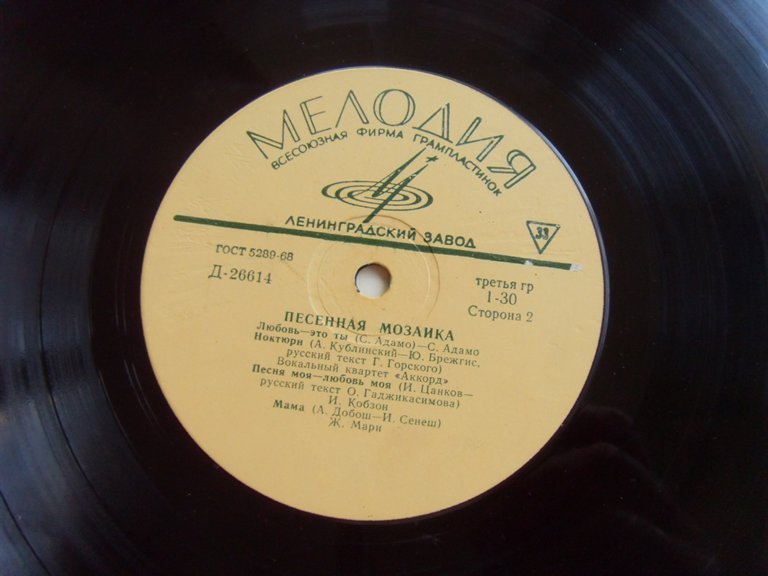 МЕЛОДИЯ
ВСЕСОЮЗНАЯ ФИРМА ГРАМПЛАСТИНОК
ЛЕНИНГРАДСКИЙ ЗАВОД
33
ГОСТ 5289-68
Д-26614
третья гр
1-30
Сторона 2
ПЕСЕННАЯ МОЗАИКА
Любовь—это ты (С. Адамо)—С. Адамо
Ноктюрн (А. Кублинский—Ю. Брежгис,
русский текст Г. Горского)
Вокальный квартет «Аккорд»
Песня моя—любовь моя (И. Цанков—
русский текст О. Гаджикасимова)
И. Кобзон
Мама (А. Добош—И. Сенеш)
Ж. Мари